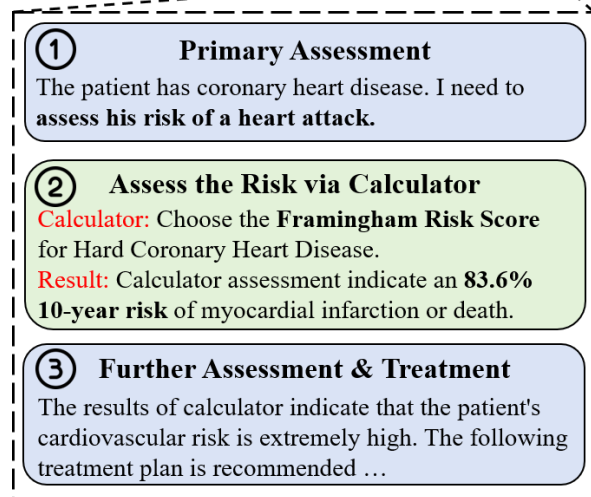 1 Primary Assessment
The patient has coronary heart disease. I need to
assess his risk of a heart attack.
2 Assess the Risk via Calculator
Calculator: Choose the Framingham Risk Score
for Hard Coronary Heart Disease.
Result: Calculator assessment indicate an 83.6%
10-year risk of myocardial infarction or death.
3 Further Assessment & Treatment
The results of calculator indicate that the patient's
cardiovascular risk is extremely high. The following
treatment plan is recommended …